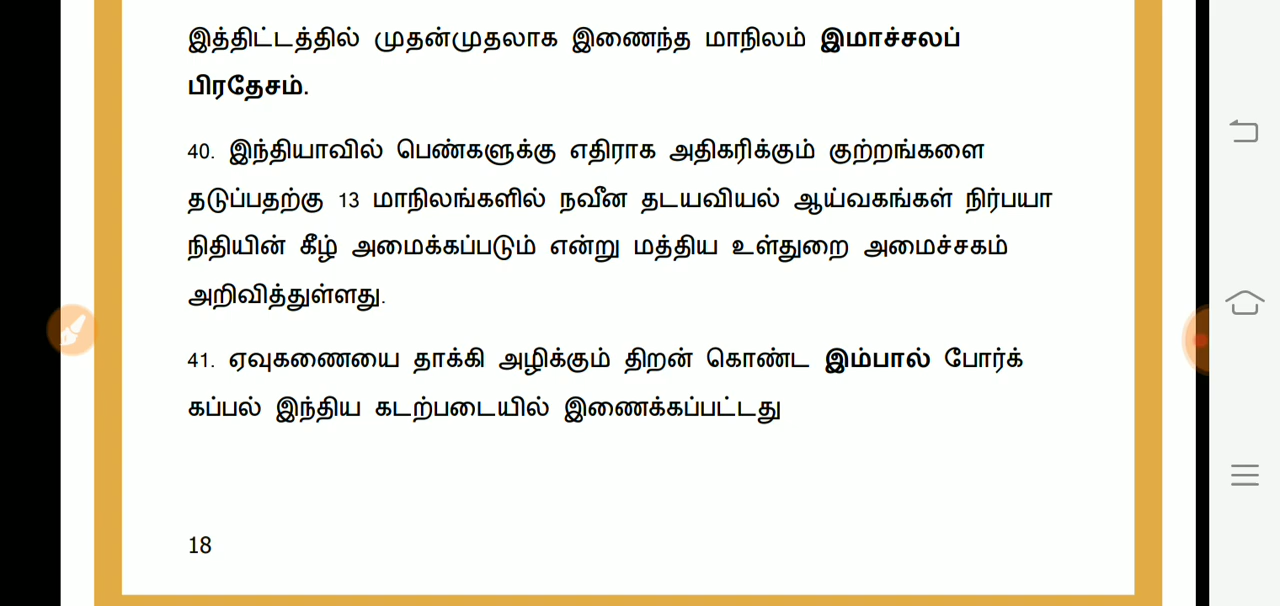 இத்திட்டத்தில் முதன்முதலாக இணைந்த மாநிலம் இமாச்சலப்
பிரதேசம்.
40. இந்தியாவில் பெண்களுக்கு எதிராக அதிகரிக்கும் குற்றங்களை
தடுப்பதற்கு 13 மாநிலங்களில் நவீன தடயவியல் ஆய்வகங்கள் நிர்பயா
நிதியின் கீழ் அமைக்கப்படும் என்று மத்திய உள்துறை அமைச்சகம்
அறிவித்துள்ளது.
41. ஏவுகணையை தாக்கி அழிக்கும் திறன் கொண்ட இம்பால் போர்க்
கப்பல் இந்திய கடற்படையில் இணைக்கப்பட்டது
18